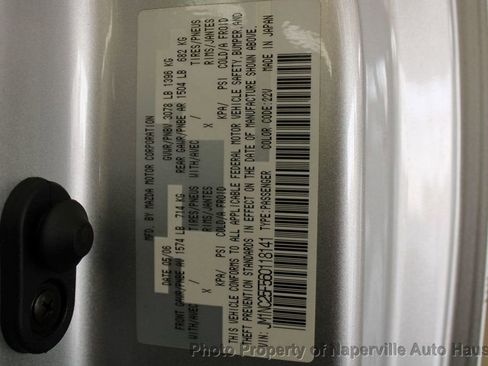 MFD. BY MAZDA MOTOR CORPORATION
DATE: 05/06 GVWR/PNBV 3078 LB 1396 KG
FRONT GAWR/PNBE AV 1574 LB 714 KG REAR GAWR/PNBE AR 1504 LB 682 KG
WITH/AVEC TIRES/PNEUS WITH/AVEC TIRES/PNEUS
X RIMS/JANTES X RIMS/JANTES
KPA/ PSI COLD/A FROID KPA/ PSI COLD/A FROID
THIS VEHICLE CONFORMS TO ALL APPLICABLE FEDERAL MOTOR VEHICLE SAFETY, BUMPER, AND
THEFT PREVENTION STANDARDS IN EFFECT ON THE DATE OF MANUFACTURE SHOWN ABOVE.
VIN: JM1NC25F560118141 TYPE:PASSENGER COLOR CODE:22V MADE IN JAPAN
Photo Property of Naperville Auto Haus